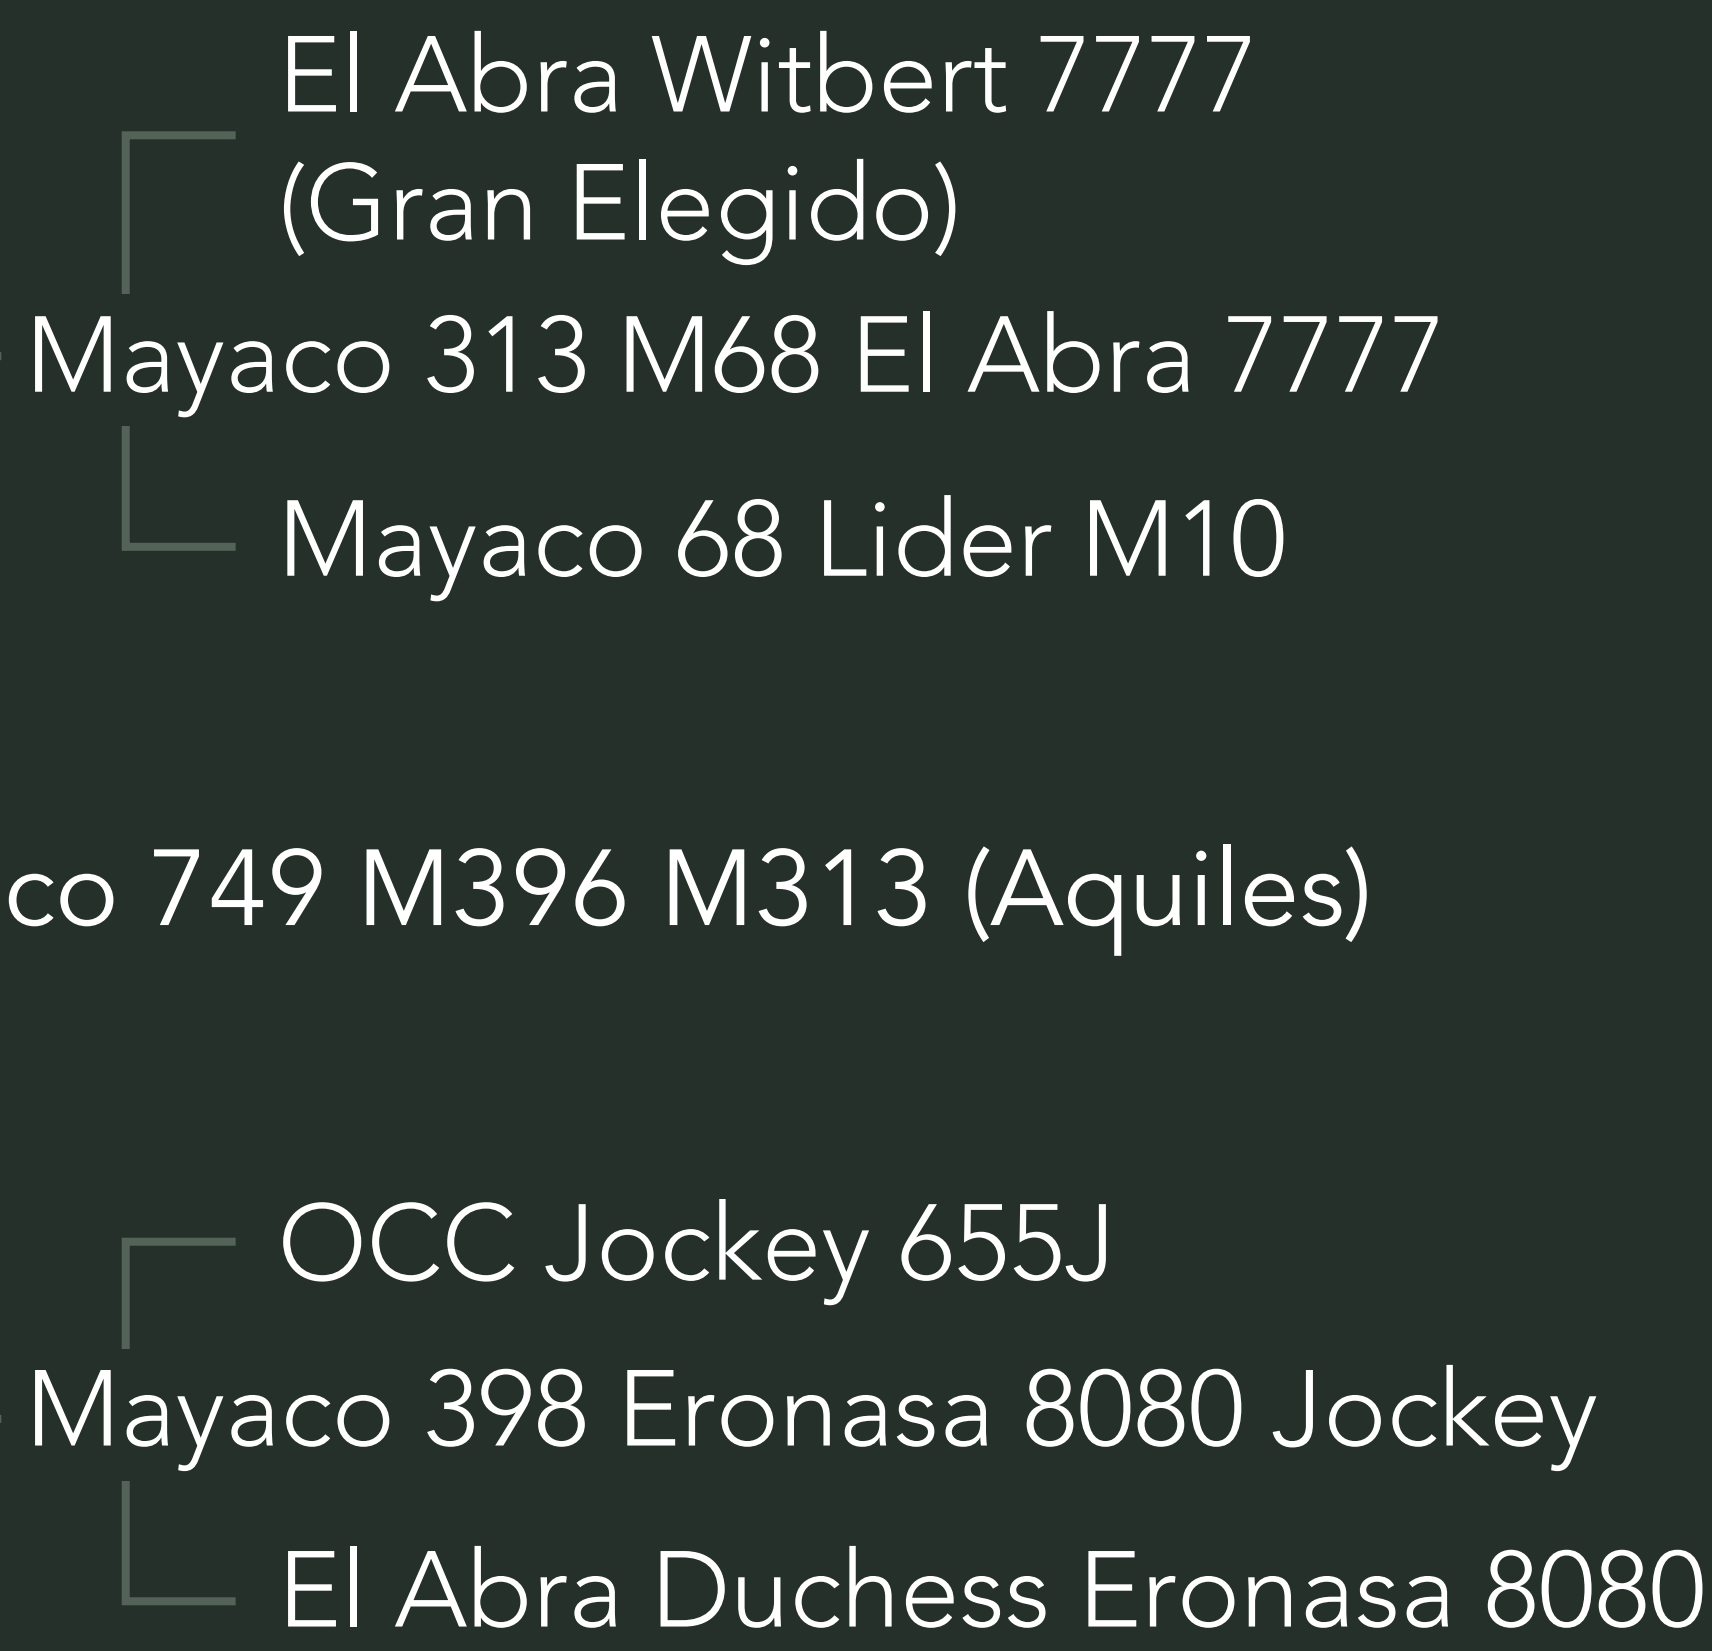 El Abra Witbert 7777
(Gran Elegido)
Mayaco 313 M68 El Abra 7777
Mayaco 68 Lider M10
co 749 M396 M313 (Aquiles)
OCC Jockey 655J
Mayaco 398 Eronasa 8080 Jockey
El Abra Duchess Eronasa 8080